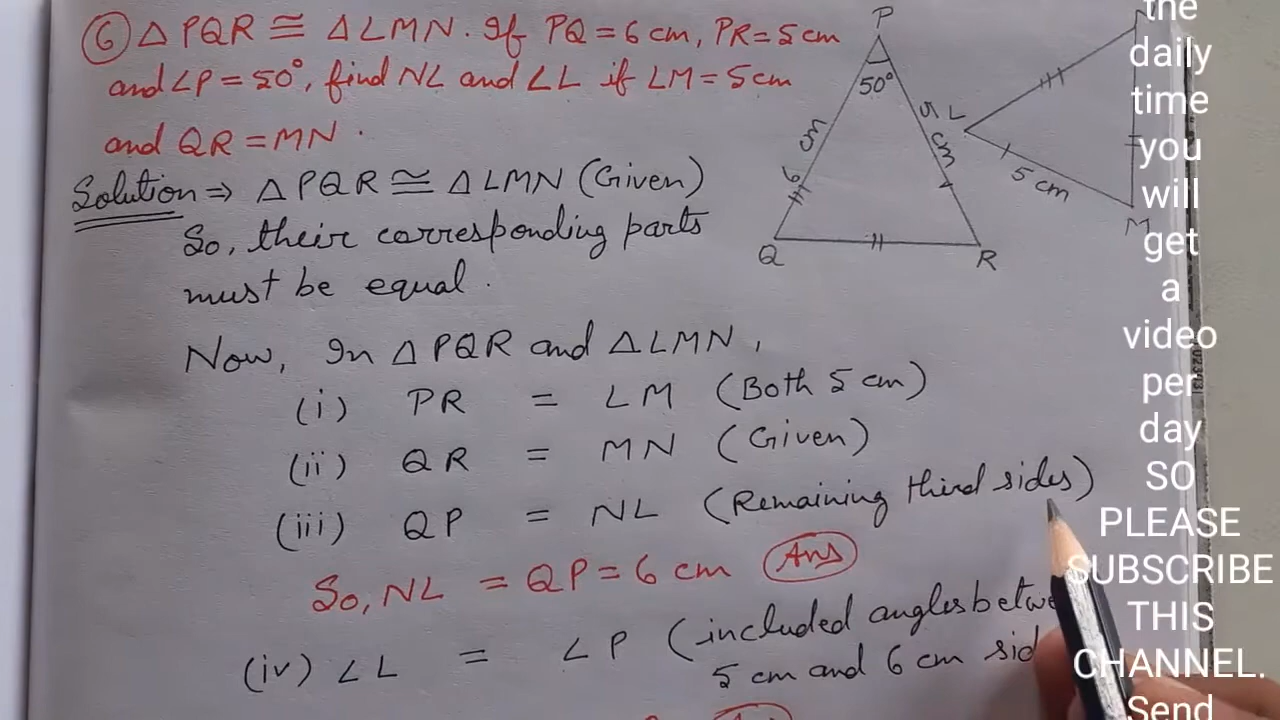 ⑥ △PQR ≅ △LMN. If PQ = 6 cm, PR = 5 cm
and ∠P = 50°, find NL and ∠L if LM = 5 cm
and QR = MN.
Solution ⇒ △PQR ≅ △LMN (Given)
So, their corresponding parts
must be equal.
Now, In △PQR and △LMN,
(i) PR = LM (Both 5 cm)
(ii) QR = MN (Given)
(iii) QP = NL (Remaining third sides)
So, NL = QP = 6 cm Ans
(iv) ∠L = ∠P (included angles betwe
5 cm and 6 cm sid
P
50°
6 cm
5 cm
Q
R
L
5 cm
M
the
daily
time
you
will
get
a
video
per
day
SO
PLEASE
SUBSCRIBE
THIS
CHANNEL.
Send